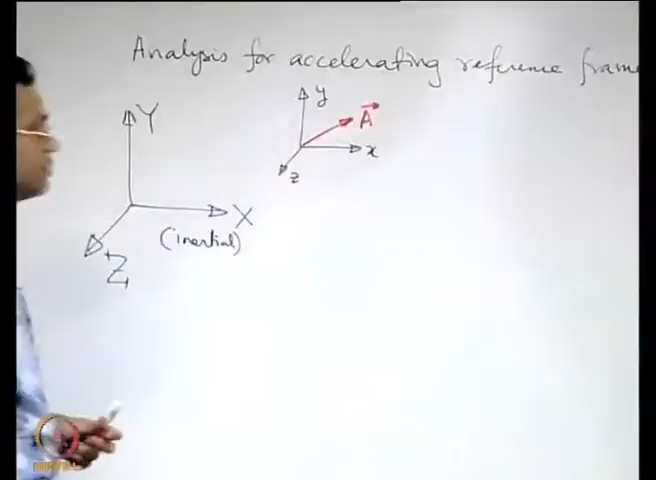 Analysis for accelerating reference frame
Y
y
A
x
z
X
(inertial)
Z